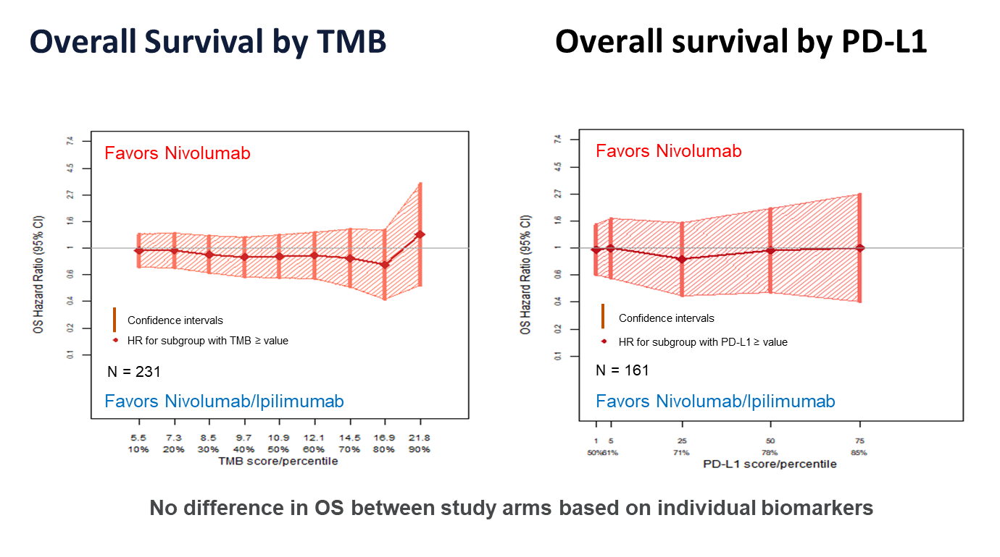 Overall Survival by TMB
Overall survival by PD-L1
OS Hazard Ratio (95% CI)
7.4
4.5
2.7
1.6
1
0.6
0.4
0.2
0.1
Favors Nivolumab
Confidence intervals
HR for subgroup with TMB ≥ value
N = 231
Favors Nivolumab/Ipilimumab
5.5 7.3 8.5 9.7 10.9 12.1 14.5 16.9 21.8
10% 20% 30% 40% 50% 60% 70% 80% 90%
TMB score/percentile
OS Hazard Ratio (95% CI)
7.4
4.5
2.7
1.6
1
0.6
0.4
0.2
0.1
Favors Nivolumab
Confidence intervals
HR for subgroup with PD-L1 ≥ value
N = 161
Favors Nivolumab/Ipilimumab
1 5 25 50 75
50% 61% 71% 78% 85%
PD-L1 score/percentile
No difference in OS between study arms based on individual biomarkers